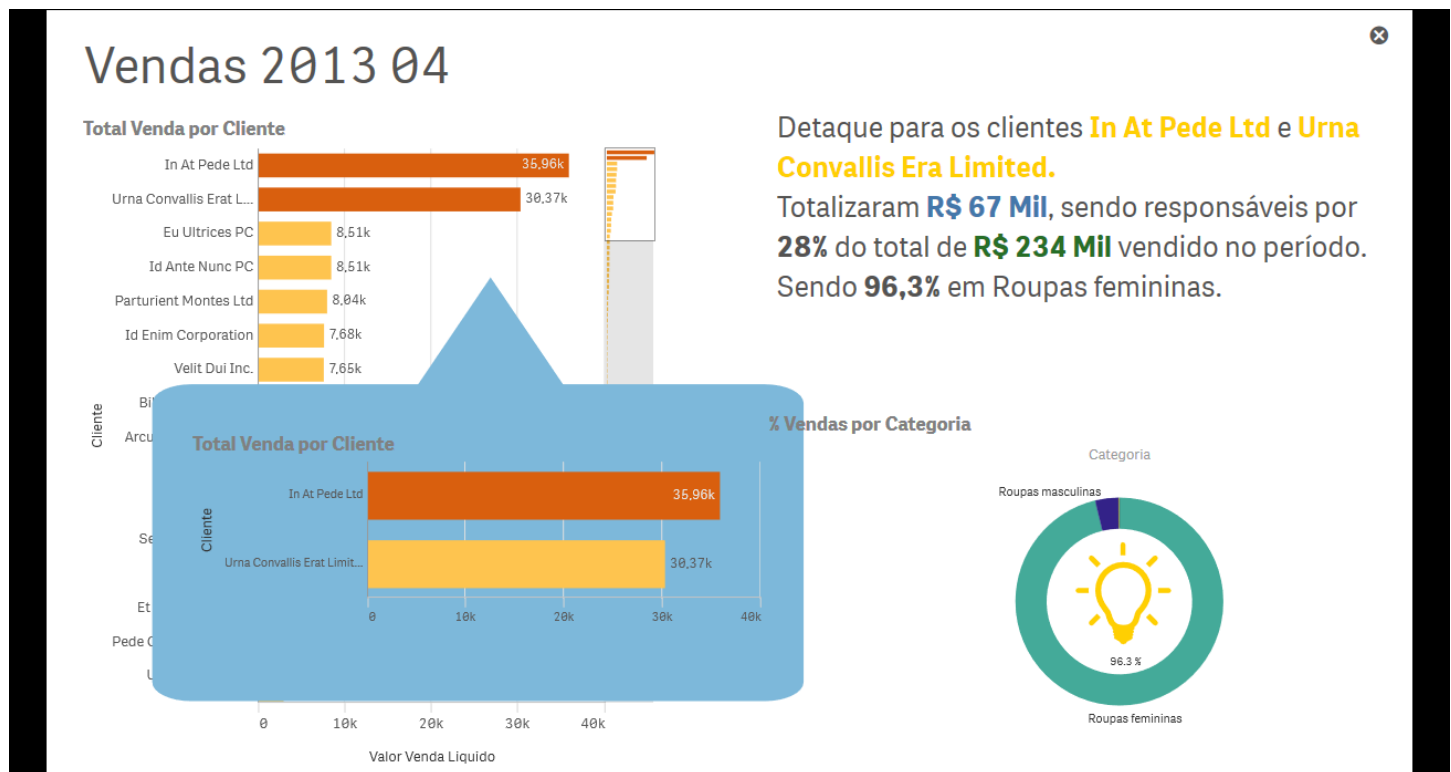 Vendas 2013 04
Total Venda por Cliente
In At Pede Ltd
35,96k
Urna Convallis Erat L...
30,37k
Eu Ultrices PC
8,51k
Id Ante Nunc PC
8,51k
Parturient Montes Ltd
8,04k
Id Enim Corporation
7,68k
Velit Dui Inc.
7,65k
Cliente
0
10k
20k
30k
40k
Valor Venda Liquido
Total Venda por Cliente
In At Pede Ltd
35,96k
Urna Convallis Erat Limit...
30,37k
Cliente
0
10k
20k
30k
40k
Detaque para os clientes In At Pede Ltd e Urna
Convallis Era Limited.
Totalizaram R$ 67 Mil, sendo responsáveis por
28% do total de R$ 234 Mil vendido no período.
Sendo 96,3% em Roupas femininas.
% Vendas por Categoria
Categoria
Roupas masculinas
96.3 %
Roupas femininas